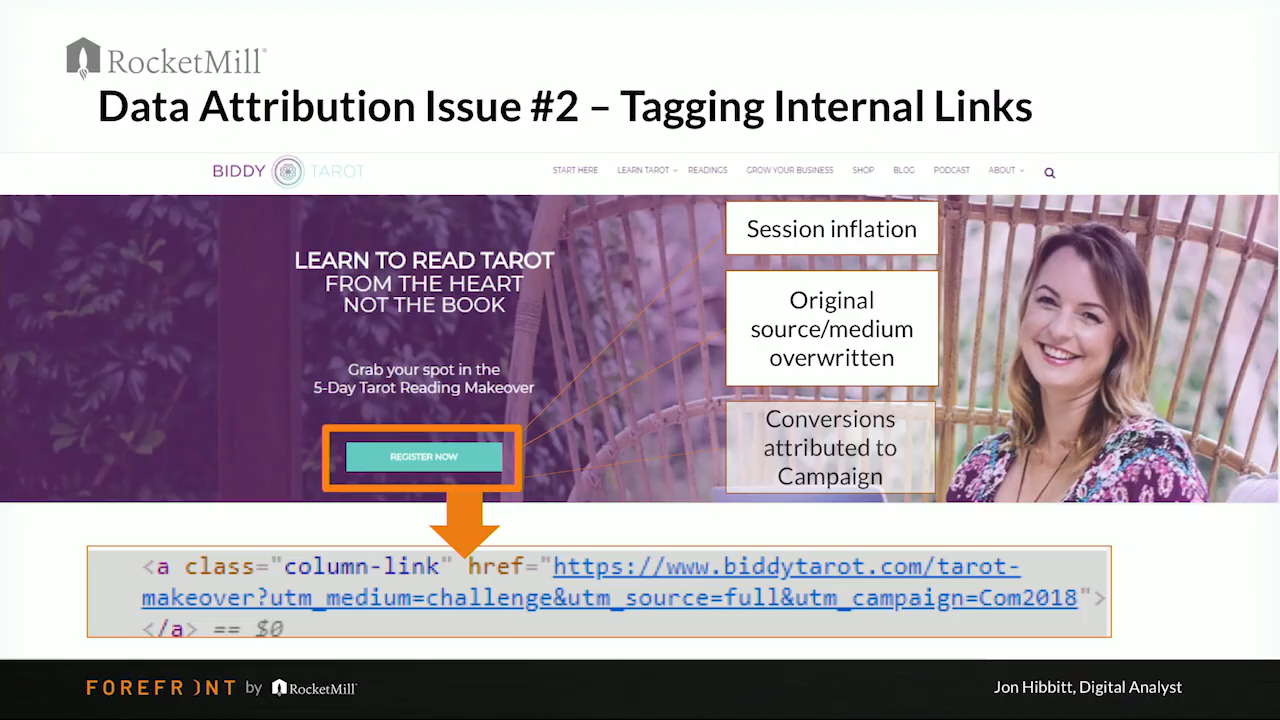 RocketMill
Data Attribution Issue #2 – Tagging Internal Links
BIDDY TAROT
START HERE LEARN TAROT READINGS GROW YOUR BUSINESS SHOP BLOG PODCAST ABOUT
LEARN TO READ TAROT
FROM THE HEART
NOT THE BOOK
Grab your spot in the
5-Day Tarot Reading Makeover
REGISTER NOW
Session inflation
Original
source/medium
overwritten
Conversions
attributed to
Campaign
<a class="column-link" href="https://www.biddytarot.com/tarot-
makeover?utm_medium=challenge&utm_source=full&utm_campaign=Com2018">
</a> == $0
FOREFRONT by RocketMill
Jon Hibbitt, Digital Analyst